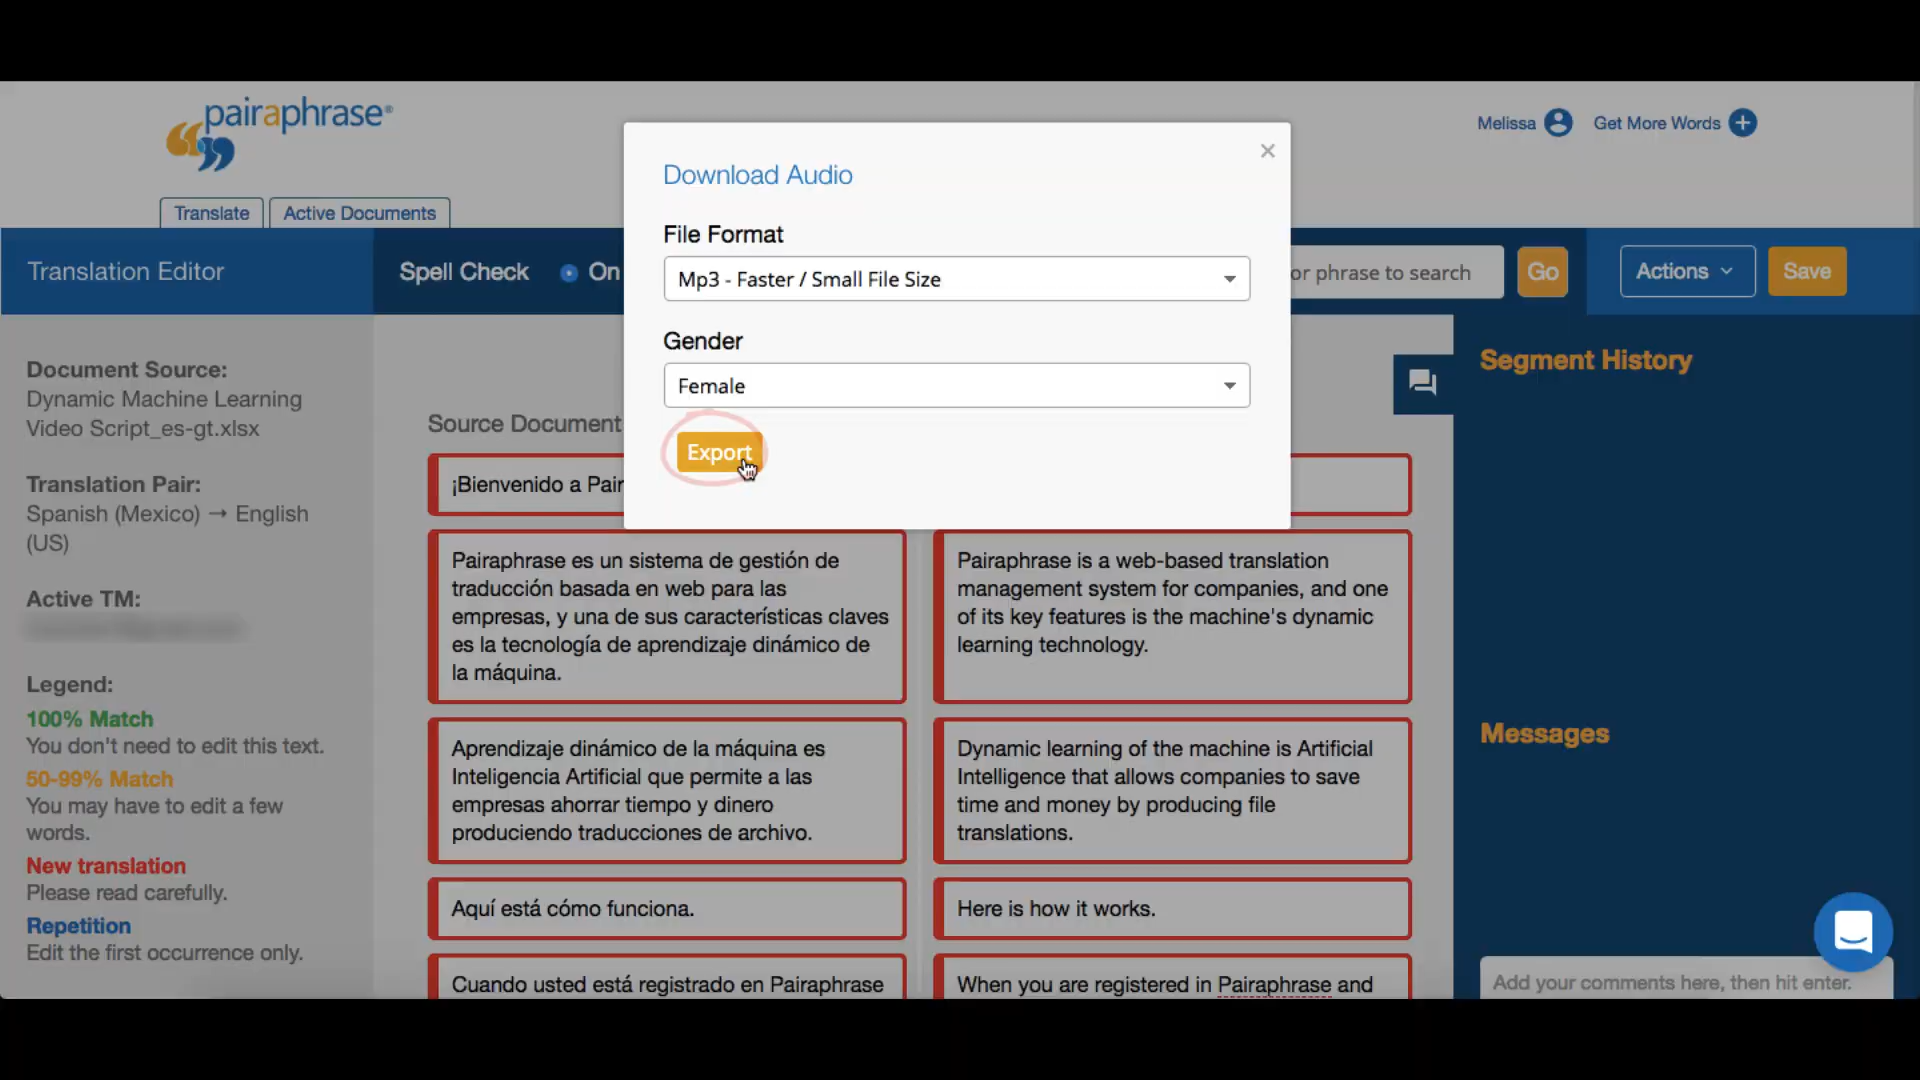 pairaphrase®
Melissa
Get More Words
Translate
Active Documents
Translation Editor
Spell Check
On
or phrase to search
Go
Actions
Save
Download Audio
File Format
Mp3 - Faster / Small File Size
Gender
Female
Export
Document Source:
Dynamic Machine Learning
Video Script_es-gt.xlsx
Translation Pair:
Spanish (Mexico) → English
(US)
Active TM:
Legend:
100% Match
You don't need to edit this text.
50-99% Match
You may have to edit a few
words.
New translation
Please read carefully.
Repetition
Edit the first occurrence only.
Source Document
¡Bienvenido a Pair
Pairaphrase es un sistema de gestión de
traducción basada en web para las
empresas, y una de sus características claves
es la tecnología de aprendizaje dinámico de
la máquina.
Pairaphrase is a web-based translation
management system for companies, and one
of its key features is the machine's dynamic
learning technology.
Aprendizaje dinámico de la máquina es
Inteligencia Artificial que permite a las
empresas ahorrar tiempo y dinero
produciendo traducciones de archivo.
Dynamic learning of the machine is Artificial
Intelligence that allows companies to save
time and money by producing file
translations.
Aquí está cómo funciona.
Here is how it works.
Cuando usted está registrado en Pairaphrase
When you are registered in Pairaphrase and
Segment History
Messages
Add your comments here, then hit enter.